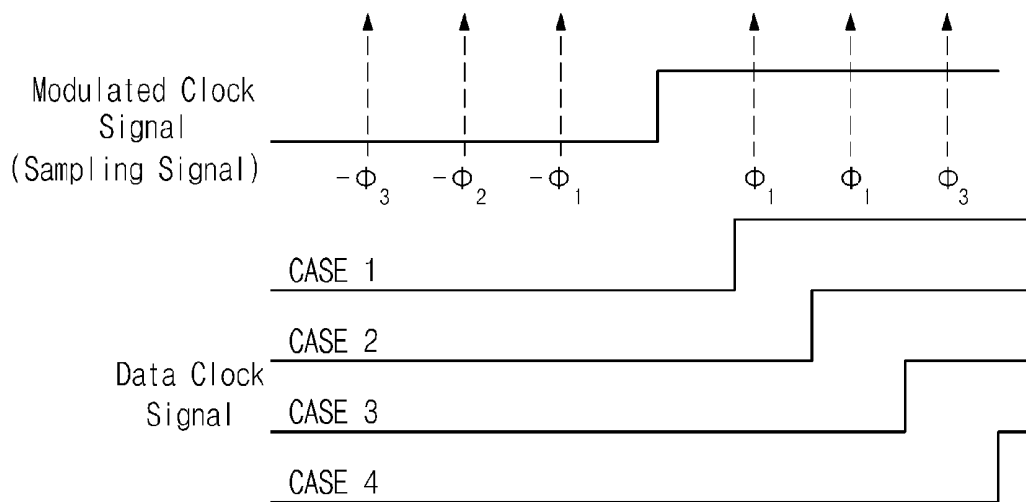 Modulated Clock
Signal
(Sampling Signal)
-Φ3 -Φ2 -Φ1 Φ1 Φ1 Φ3
CASE 1
CASE 2
Data Clock
Signal
CASE 3
CASE 4